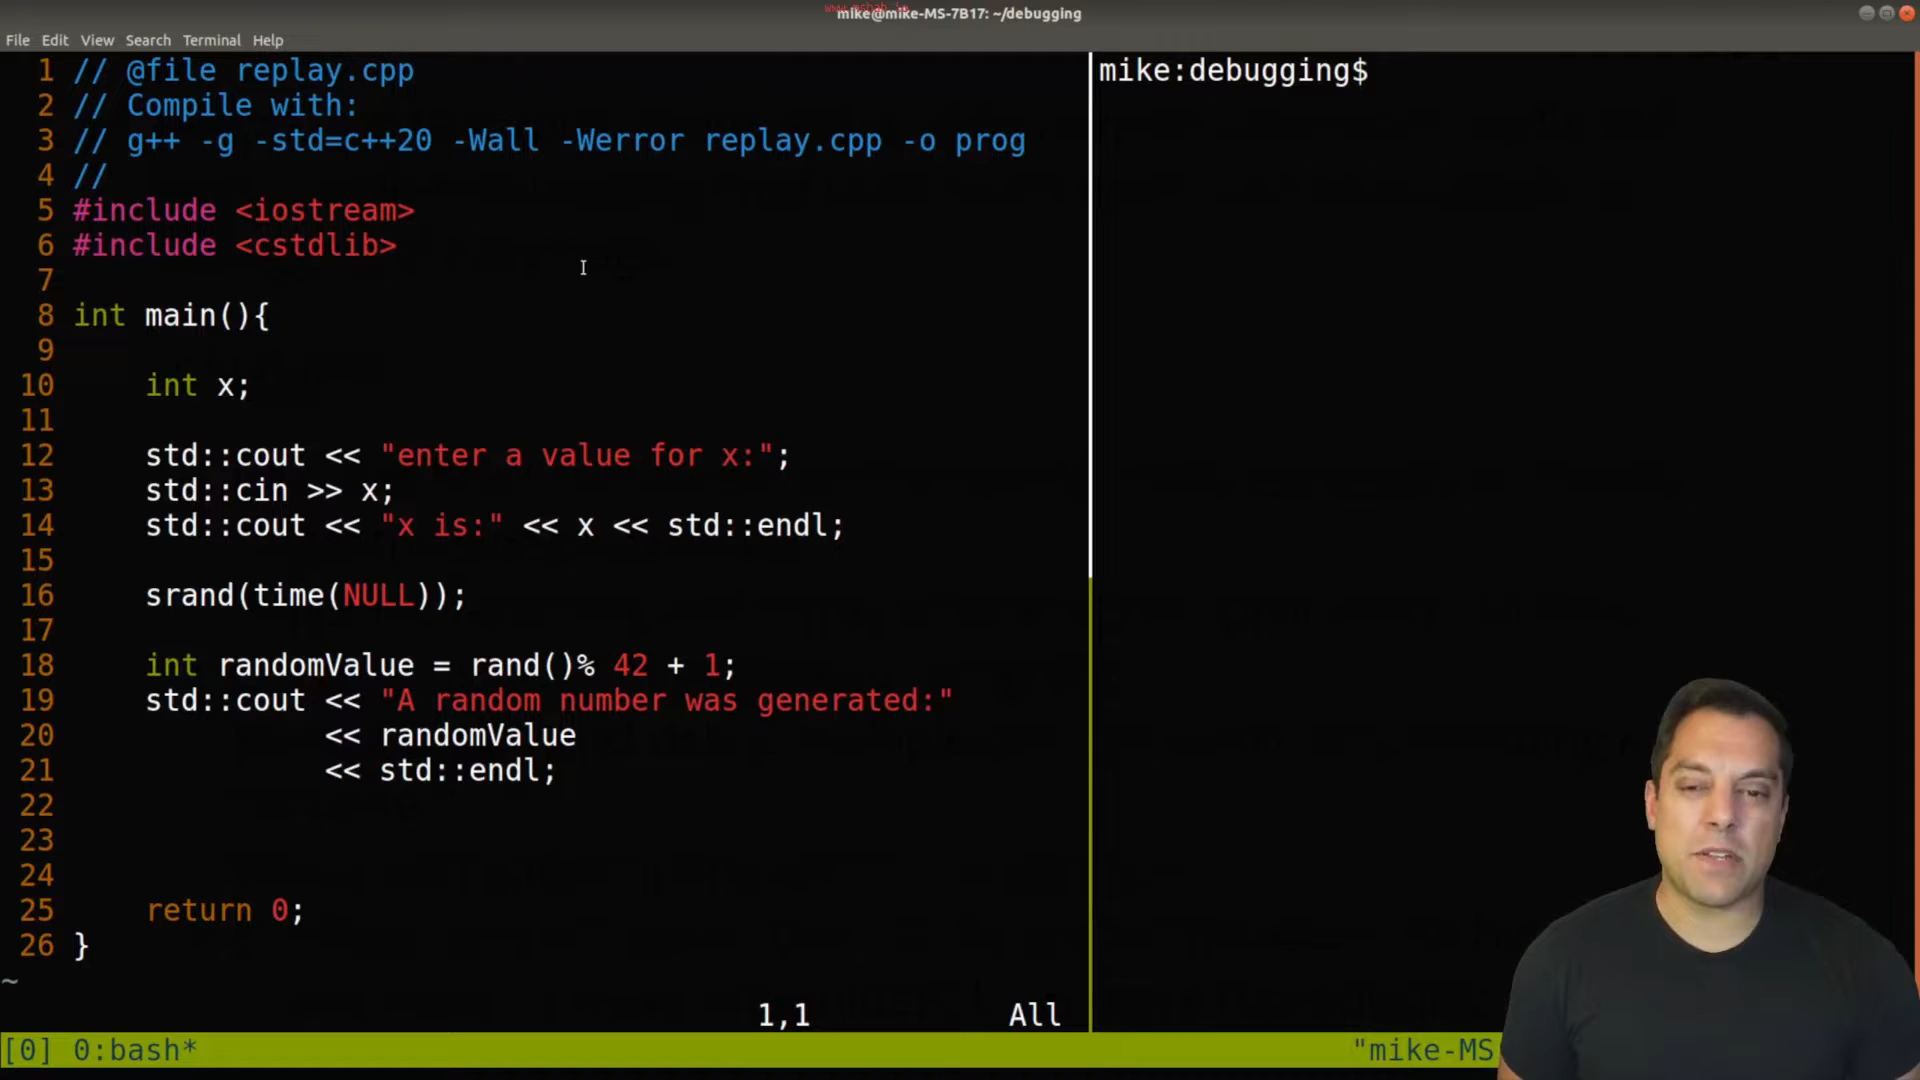 mike@mike-MS-7B17: ~/debugging
File Edit View Search Terminal Help
1 // @file replay.cpp
2 // Compile with:
3 // g++ -g -std=c++20 -Wall -Werror replay.cpp -o prog
4 //
5 #include <iostream>
6 #include <cstdlib>
7
8 int main(){
9
10 int x;
11
12 std::cout << "enter a value for x:";
13 std::cin >> x;
14 std::cout << "x is:" << x << std::endl;
15
16 srand(time(NULL));
17
18 int randomValue = rand()% 42 + 1;
19 std::cout << "A random number was generated:"
20 << randomValue
21 << std::endl;
22
23
24
25 return 0;
26 }
~
1,1 All
mike:debugging$
[0] 0:bash* "mike-MS